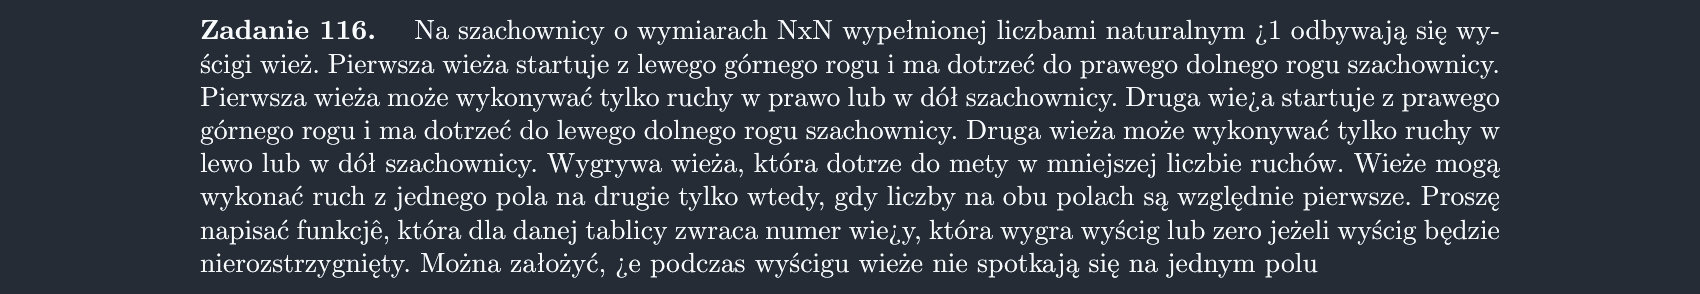 Zadanie 116. Na szachownicy o wymiarach NxN wypełnionej liczbami naturalnym ¿1 odbywają się wy-
ścigi wież. Pierwsza wieża startuje z lewego górnego rogu i ma dotrzeć do prawego dolnego rogu szachownicy.
Pierwsza wieża może wykonywać tylko ruchy w prawo lub w dół szachownicy. Druga wie¿a startuje z prawego
górnego rogu i ma dotrzeć do lewego dolnego rogu szachownicy. Druga wieża może wykonywać tylko ruchy w
lewo lub w dół szachownicy. Wygrywa wieża, która dotrze do mety w mniejszej liczbie ruchów. Wieże mogą
wykonać ruch z jednego pola na drugie tylko wtedy, gdy liczby na obu polach są względnie pierwsze. Proszę
napisać funkcjê, która dla danej tablicy zwraca numer wie¿y, która wygra wyścig lub zero jeżeli wyścig będzie
nierozstrzygnięty. Można założyć, ¿e podczas wyścigu wieże nie spotkają się na jednym polu